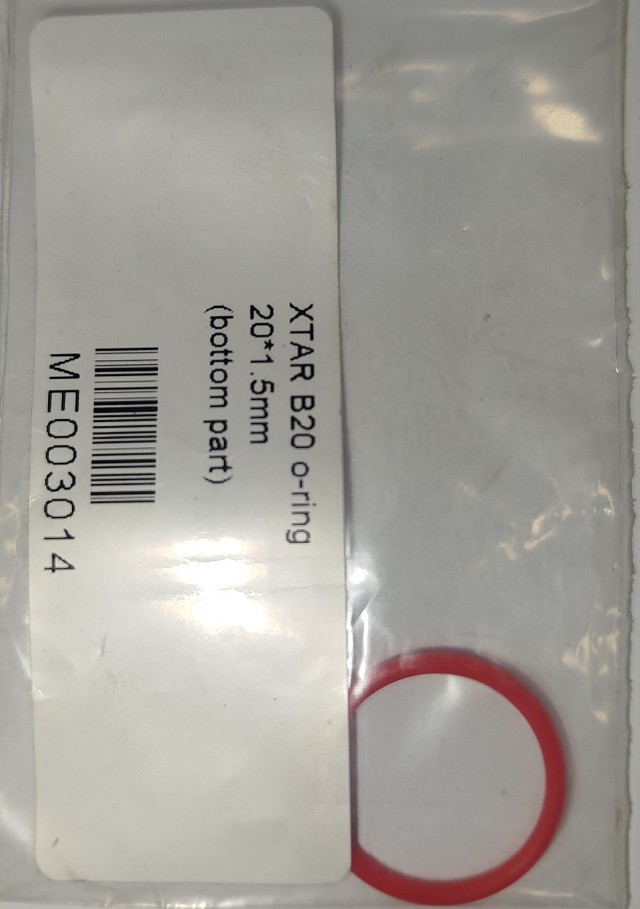 XTAR B20 o-ring
20*1.5mm
(bottom part)
ME003014